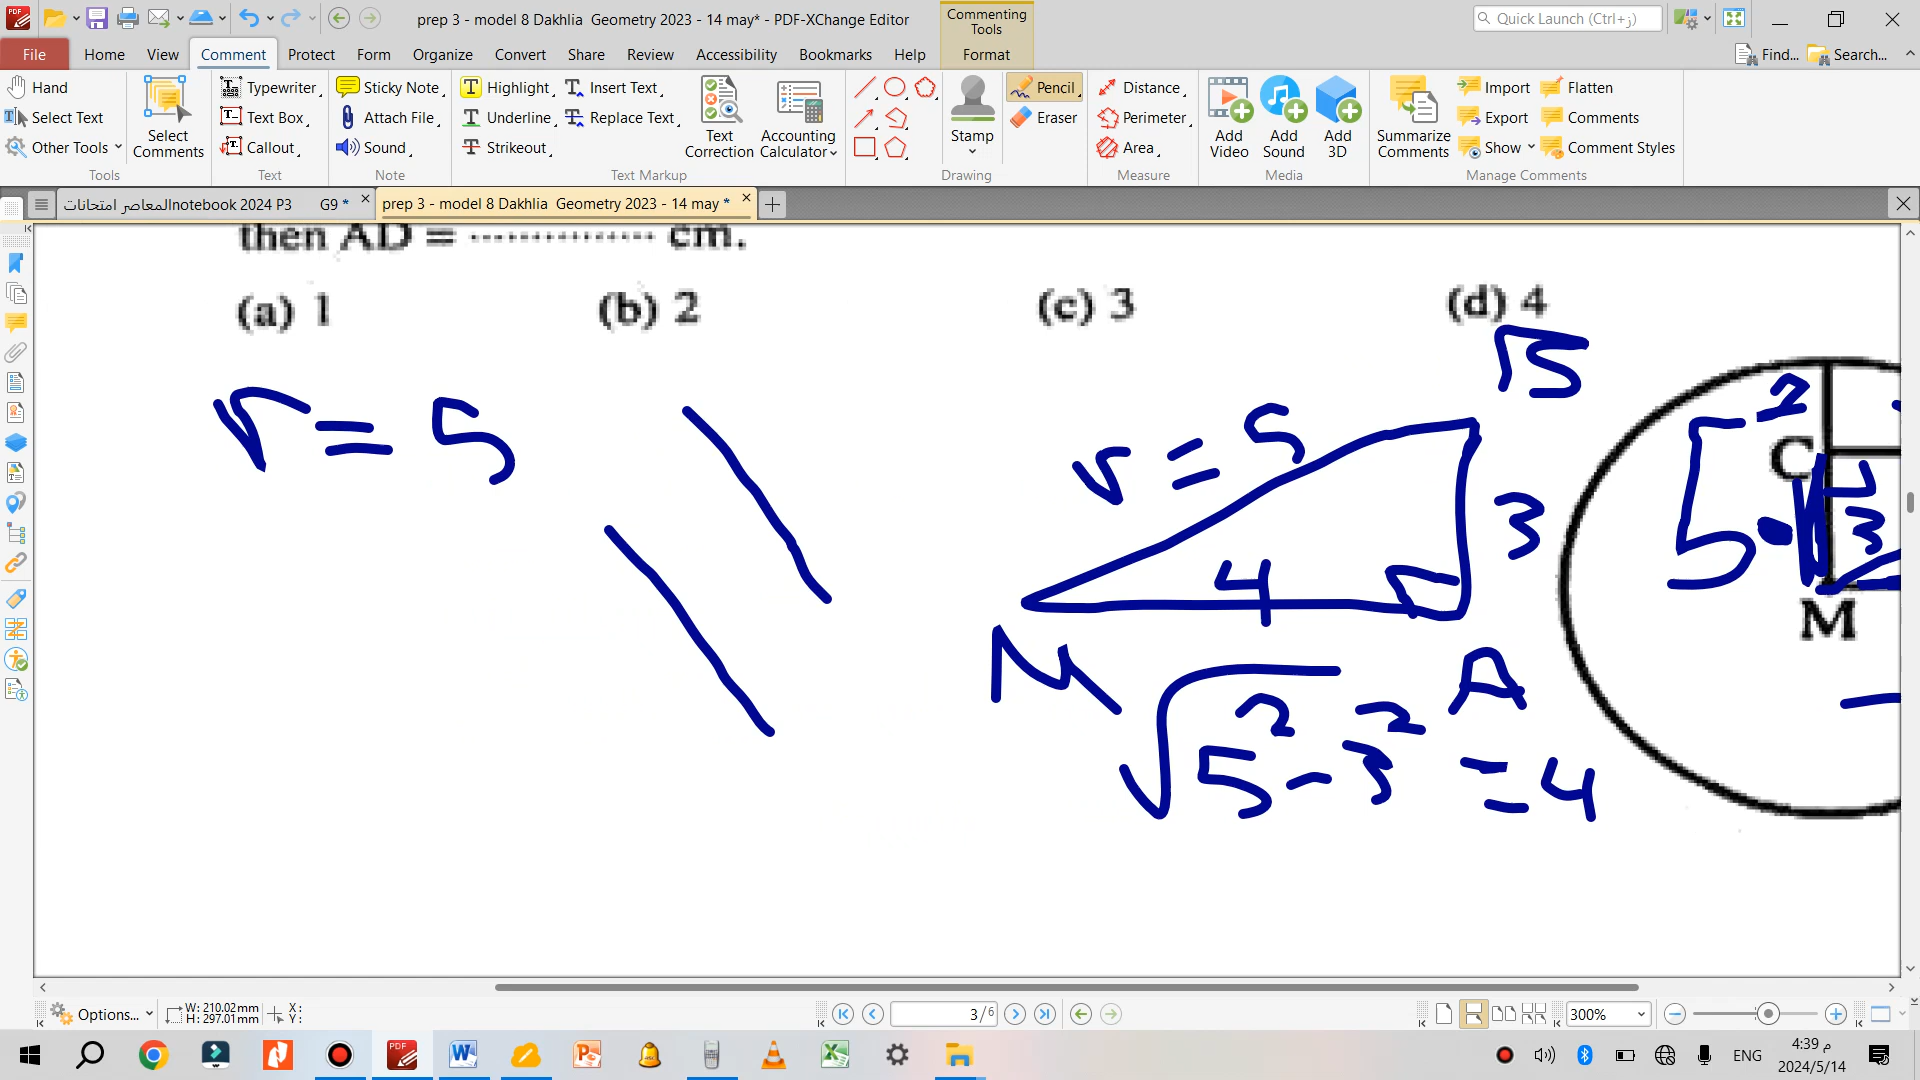 prep 3 - model 8 Dakhlia  Geometry 2023 - 14 may* - PDF-XChange Editor
Commenting Tools
Quick Launch (Ctrl+ز)
File Home View Comment Protect Form Organize Convert Share Review Accessibility Bookmarks Help Format
Find... Search...
Hand
Select Text
Other Tools
Select Comments
Tools
Typewriter
Text Box
Callout
Text
Sticky Note
Attach File
Sound
Note
Highlight
Underline
Strikeout
Insert Text
Replace Text
Text Correction
Accounting Calculator
Text Markup
Stamp
Pencil
Eraser
Drawing
Distance
Perimeter
Area
Measure
Add Video
Add Sound
Add 3D
Media
Summarize Comments
Import
Export
Show
Flatten
Comments
Comment Styles
Manage Comments
المعاصر امتحانات notebook 2024 P3 G9 *
prep 3 - model 8 Dakhlia  Geometry 2023 - 14 may *
then AD = ............... cm.
(a) 1 (b) 2 (c) 3 (d) 4
r = 5
r = 5
3
4
M
A
√5² - 3² = 4
2
C
5
3
M
Options...
W: 210.02mm
H: 297.01mm
X:
Y:
3/6
300%
ENG
4:39 م
2024/5/14